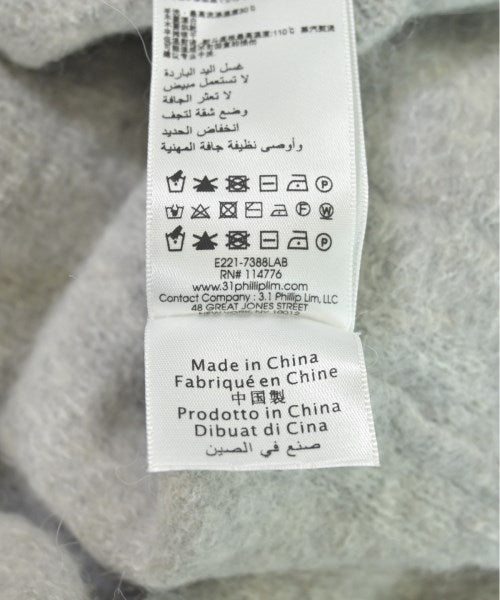 غسل اليد الباردة
لا تستعمل مبيض
لا تعثر الجافة
وضع شقة لتجف
انخفاض الحديد
وأوصى نظيفة جافة المهنية
P
F W
P
E221-7388LAB
RN# 114776
www.31philliplim.com
Contact Company : 3.1 Phillip Lim, LLC
48 GREAT JONES STREET
Made in China
Fabriqué en Chine
中国製
Prodotto in China
Dibuat di Cina
صنع في الصين